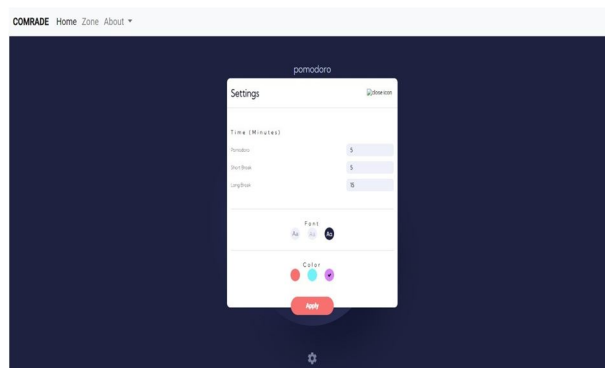 COMRADE Home Zone About
pomodoro
Settings
close icon
Time (Minutes)
Pomodoro 5
Short Break 5
Long Break 15
Font
Aa Aa Aa
Color
Apply